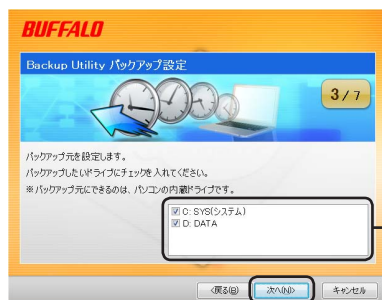 BUFFALO
Backup Utility バックアップ設定
3 / 7
バックアップ元を設定します。
バックアップしたいドライブにチェックを入れてください。
※バックアップ元にできるのは、パソコンの内蔵ドライブです。
C: SYS(システム)
D: DATA
<戻る(B)
次へ(N)>
キャンセル